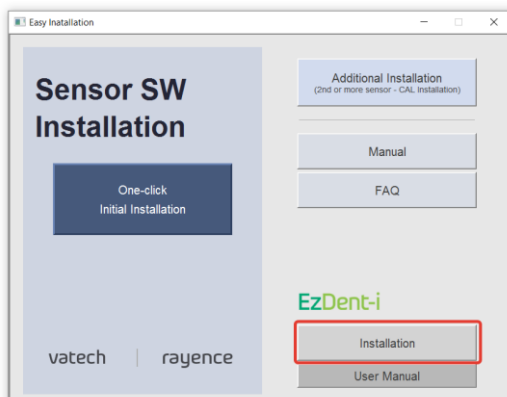 Easy Inatallation
Sensor SW
Installation
One-click
Initial Installation
vatech
rayence
Additional Installation
(2nd or more sensor - CAL Installation)
Manual
FAQ
EzDent-i
Installation
User Manual